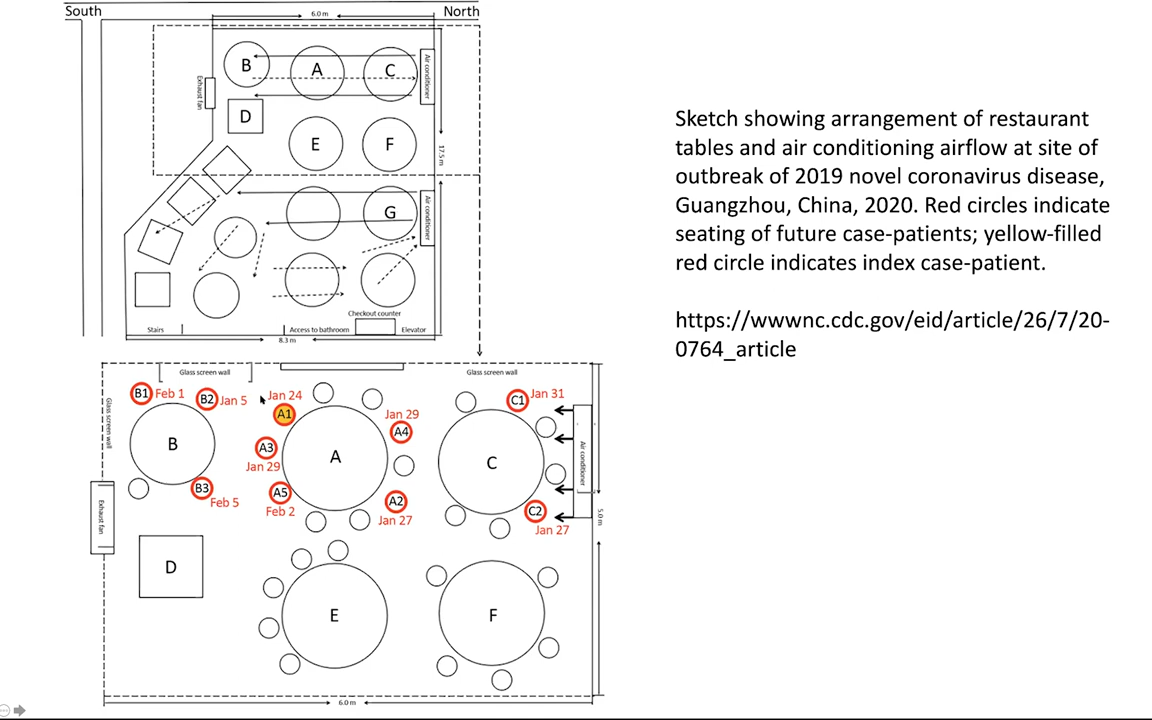 South
North
6.0 m
B
A
C
Air conditioner
Exhaust fan
D
E
F
17.5 m
G
Air conditioner
Checkout counter
Stairs
Access to bathroom
Elevator
8.3 m
Glass screen wall
Glass screen wall
Glass screen wall
B1 Feb 1
B2 Jan 5
Jan 24
A1
Jan 29
A4
A3
Jan 29
A5
Feb 2
A2
Jan 27
B3
Feb 5
C1 Jan 31
C2
Jan 27
B
A
C
Air conditioner
Exhaust fan
5.0 m
D
E
F
6.0 m
Sketch showing arrangement of restaurant
tables and air conditioning airflow at site of
outbreak of 2019 novel coronavirus disease,
Guangzhou, China, 2020. Red circles indicate
seating of future case-patients; yellow-filled
red circle indicates index case-patient.
https://wwwnc.cdc.gov/eid/article/26/7/20-
0764_article